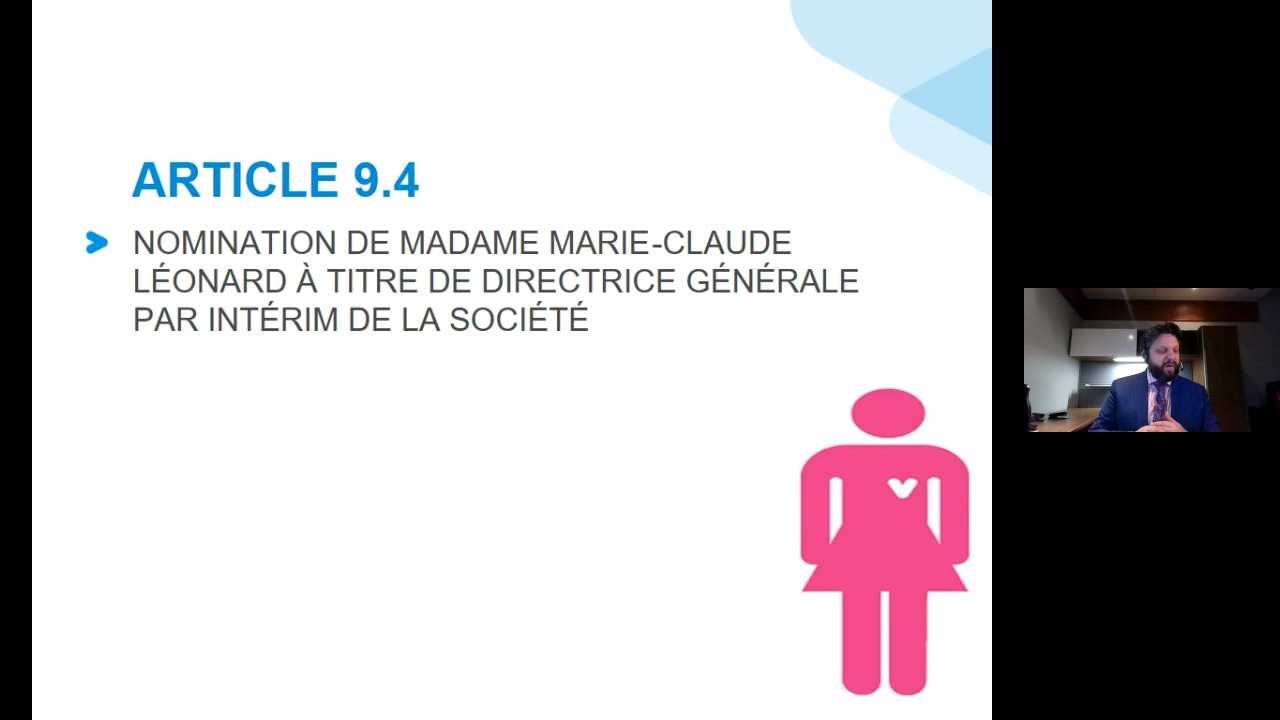 ARTICLE 9.4
NOMINATION DE MADAME MARIE-CLAUDE
LÉONARD À TITRE DE DIRECTRICE GÉNÉRALE
PAR INTÉRIM DE LA SOCIÉTÉ